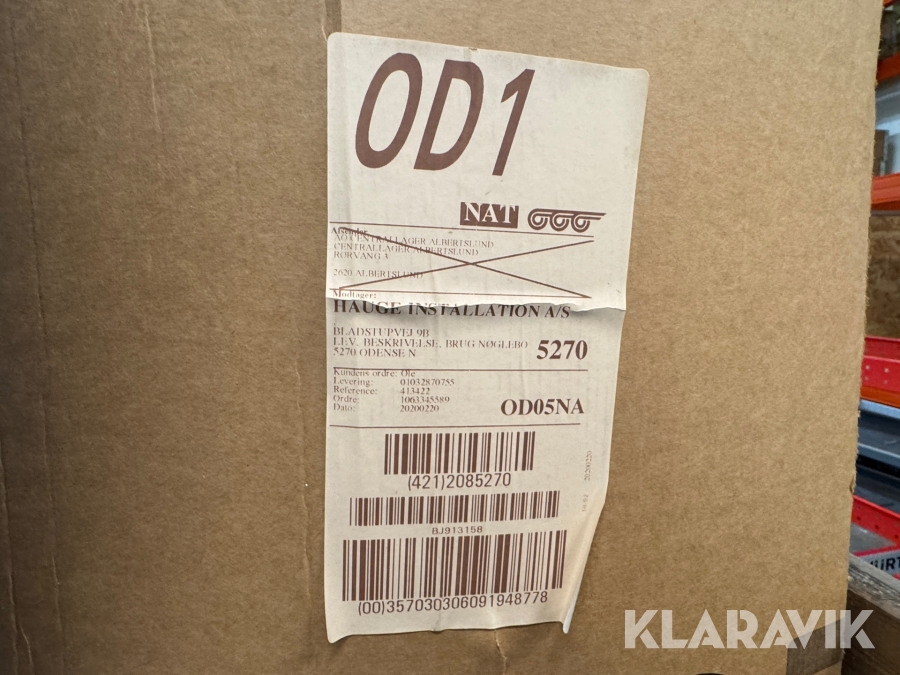 OD1
NAT
Afsender
AO CENTRALLAGER ALBERTSLUND
CENTRALLAGER ALBERTSLUND
RØRVANG 3
2620 ALBERTSLUND
Modtager:
HAUGE INSTALLATION A/S
BLADSTUPVEJ 9B
LEV. BESKRIVELSE, BRUG NØGLEBO
5270 ODENSE N
5270
Kundens ordre: Ole
Levering: 01032870755
Reference: 413422
Ordre: 1063345589
Dato: 20200220
OD05NA
(421)2085270
BJ913158
(00)357030306091948778
20200220
KLARAVIK